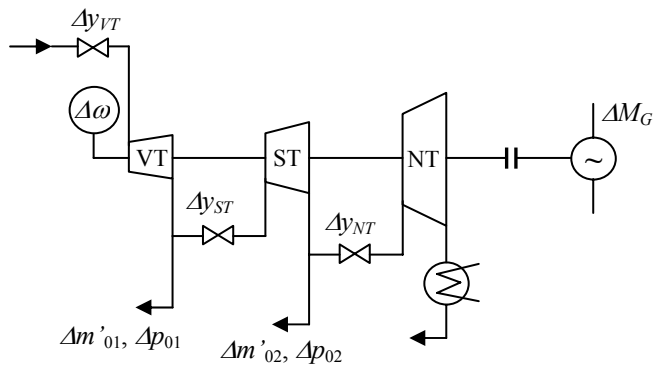 Δy_VT
Δω
ΔM_G
VT
ST
NT
~
Δy_ST
Δy_NT
Δm'_01, Δp_01
Δm'_02, Δp_02